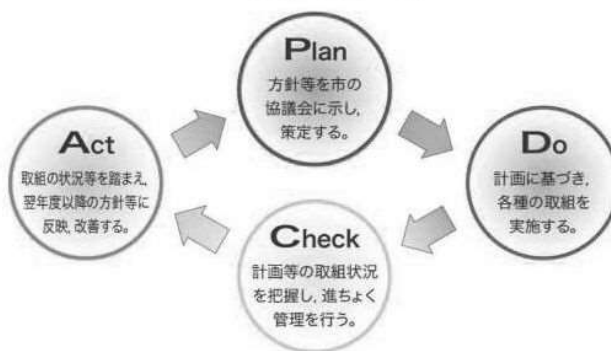 Plan
方針等を市の
協議会に示し,
策定する。
Do
計画に基づき,
各種の取組を
実施する。
Check
計画等の取組状況
を把握し,進ちょく
管理を行う。
Act
取組の状況等を踏まえ,
翌年度以降の方針等に
反映,改善する。